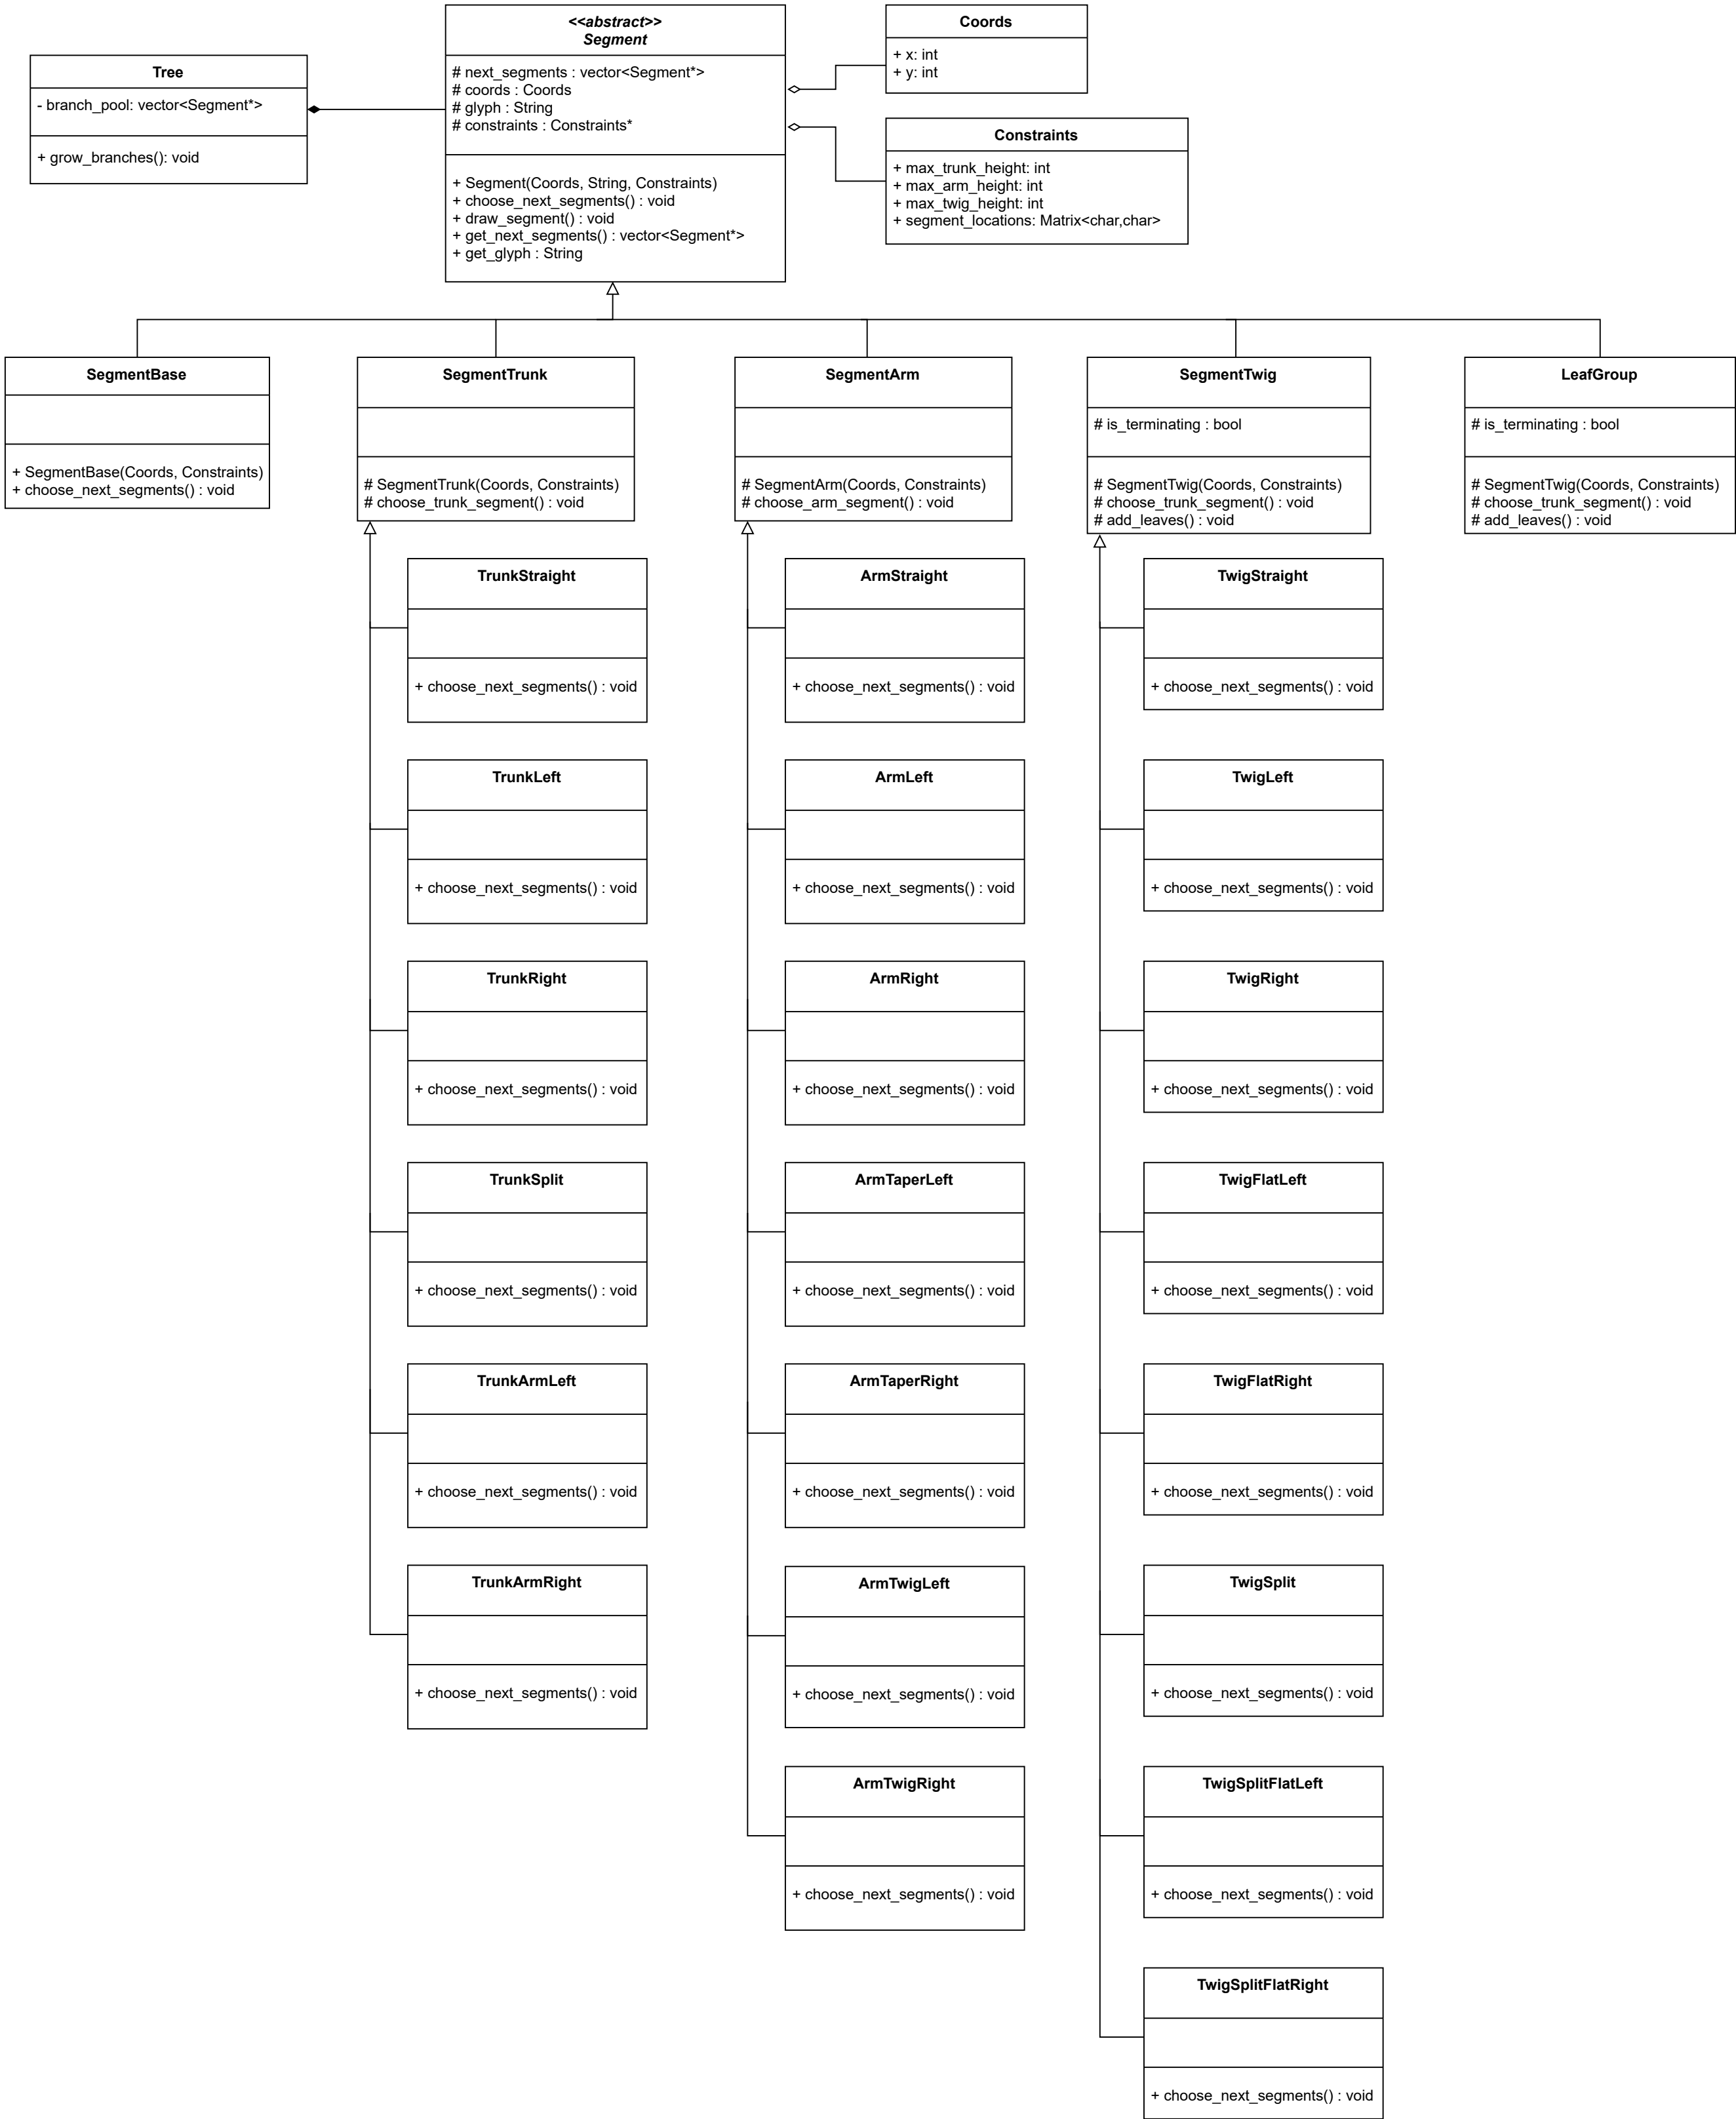 <<abstract>>
Segment
# next_segments : vector<Segment*>
# coords : Coords
# glyph : String
# constraints : Constraints*
+ Segment(Coords, String, Constraints)
+ choose_next_segments() : void
+ draw_segment() : void
+ get_next_segments() : vector<Segment*>
+ get_glyph : String
Coords
+ x: int
+ y: int
Tree
- branch_pool: vector<Segment*>
+ grow_branches(): void
Constraints
+ max_trunk_height: int
+ max_arm_height: int
+ max_twig_height: int
+ segment_locations: Matrix<char,char>
SegmentBase
+ SegmentBase(Coords, Constraints)
+ choose_next_segments() : void
SegmentTrunk
# SegmentTrunk(Coords, Constraints)
# choose_trunk_segment() : void
SegmentArm
# SegmentArm(Coords, Constraints)
# choose_arm_segment() : void
SegmentTwig
# is_terminating : bool
# SegmentTwig(Coords, Constraints)
# choose_trunk_segment() : void
# add_leaves() : void
LeafGroup
# is_terminating : bool
# SegmentTwig(Coords, Constraints)
# choose_trunk_segment() : void
# add_leaves() : void
TrunkStraight
+ choose_next_segments() : void
TrunkLeft
+ choose_next_segments() : void
TrunkRight
+ choose_next_segments() : void
TrunkSplit
+ choose_next_segments() : void
TrunkArmLeft
+ choose_next_segments() : void
TrunkArmRight
+ choose_next_segments() : void
ArmStraight
+ choose_next_segments() : void
ArmLeft
+ choose_next_segments() : void
ArmRight
+ choose_next_segments() : void
ArmTaperLeft
+ choose_next_segments() : void
ArmTaperRight
+ choose_next_segments() : void
ArmTwigLeft
+ choose_next_segments() : void
ArmTwigRight
+ choose_next_segments() : void
TwigStraight
+ choose_next_segments() : void
TwigLeft
+ choose_next_segments() : void
TwigRight
+ choose_next_segments() : void
TwigFlatLeft
+ choose_next_segments() : void
TwigFlatRight
+ choose_next_segments() : void
TwigSplit
+ choose_next_segments() : void
TwigSplitFlatLeft
+ choose_next_segments() : void
TwigSplitFlatRight
+ choose_next_segments() : void